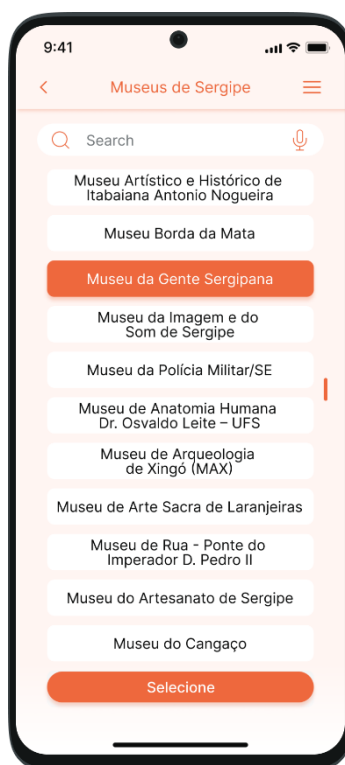 9:41
Museus de Sergipe
Search
Museu Artístico e Histórico de
Itabaiana Antonio Nogueira
Museu Borda da Mata
Museu da Gente Sergipana
Museu da Imagem e do
Som de Sergipe
Museu da Polícia Militar/SE
Museu de Anatomia Humana
Dr. Osvaldo Leite – UFS
Museu de Arqueologia
de Xingó (MAX)
Museu de Arte Sacra de Laranjeiras
Museu de Rua - Ponte do
Imperador D. Pedro II
Museu do Artesanato de Sergipe
Museu do Cangaço
Selecione